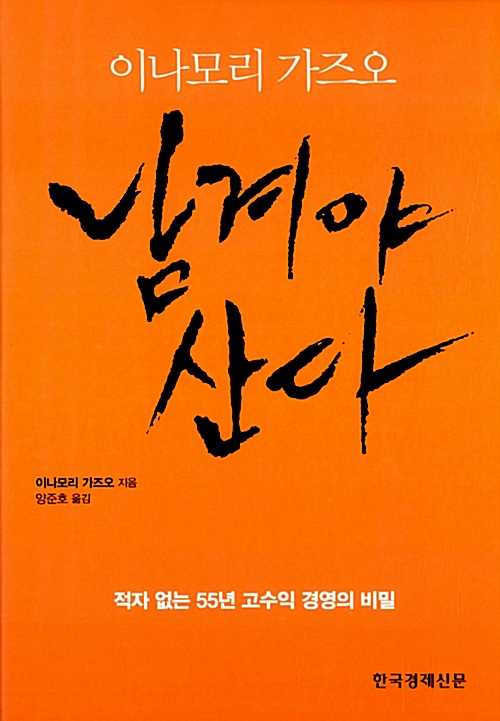 이나모리 가즈오
남겨야
산다
이나모리 가즈오 지음
양준호 옮김
적자 없는 55년 고수익 경영의 비밀
한국경제신문